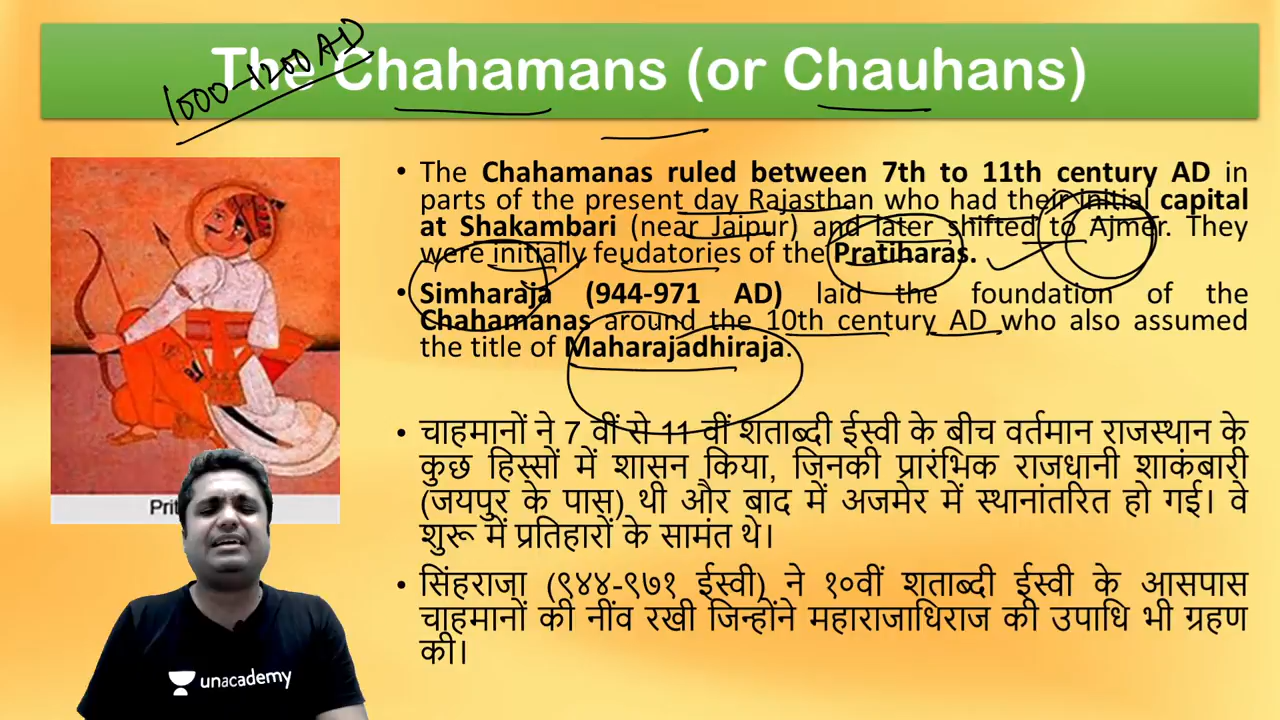 The Chahamans (or Chauhans)
1000-1200 AD
• The Chahamanas ruled between 7th to 11th century AD in
parts of the present day Rajasthan who had their initial capital
at Shakambari (near Jaipur) and later shifted to Ajmer. They
were initially feudatories of the Pratiharas.
• Simharaja (944-971 AD) laid the foundation of the
Chahamanas around the 10th century AD who also assumed
the title of Maharajadhiraja.
• चाहमानों ने 7 वीं से 11 वीं शताब्दी ईस्वी के बीच वर्तमान राजस्थान के
कुछ हिस्सों में शासन किया, जिनकी प्रारंभिक राजधानी शाकंबारी
(जयपुर के पास) थी और बाद में अजमेर में स्थानांतरित हो गई। वे
शुरू में प्रतिहारों के सामंत थे।
• सिंहराजा (९४४-९७१ ईस्वी) ने १०वीं शताब्दी ईस्वी के आसपास
चाहमानों की नींव रखी जिन्होंने महाराजाधिराज की उपाधि भी ग्रहण
की।
unacademy